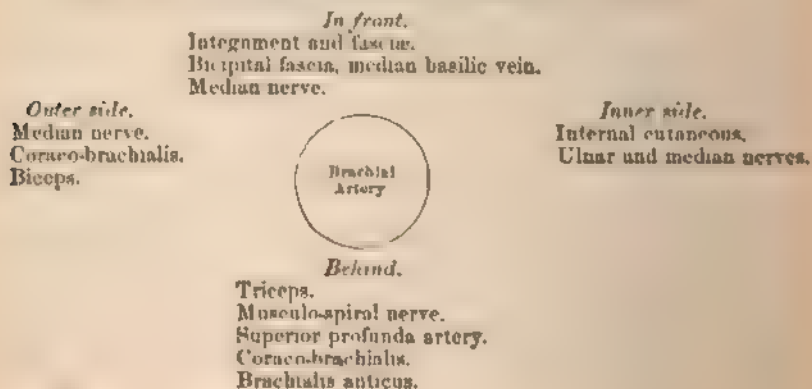 In front.
Integument and fasciæ.
Bicipital fascia, median basilic vein.
Median nerve.
Outer side.
Median nerve.
Coraco-brachialis.
Biceps.
Brachial
Artery
Inner side.
Internal cutaneous.
Ulnar and median nerves.
Behind.
Triceps.
Musculo-spiral nerve.
Superior profunda artery.
Coraco-brachialis.
Brachialis anticus.